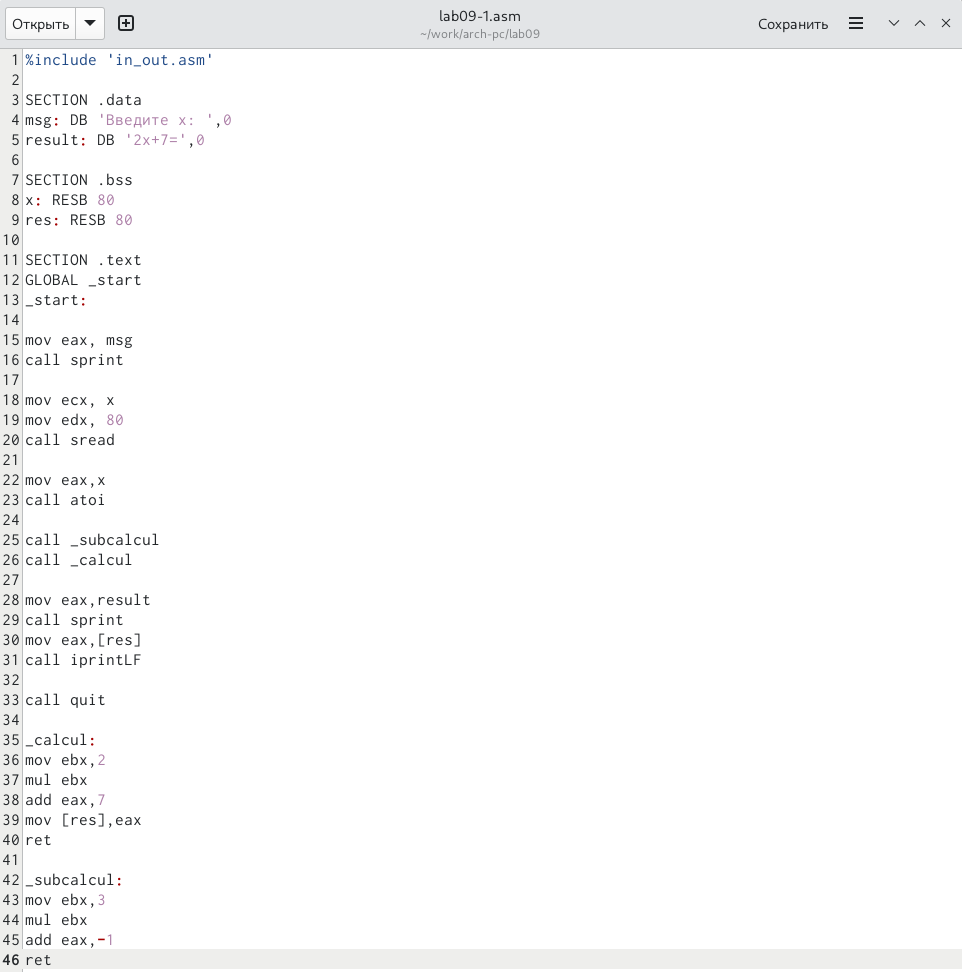 Открыть
lab09-1.asm
~/work/arch-pc/lab09
Сохранить
1 %include 'in_out.asm'
2
3 SECTION .data
4 msg: DB 'Введите x: ',0
5 result: DB '2x+7=',0
6
7 SECTION .bss
8 x: RESB 80
9 res: RESB 80
10
11 SECTION .text
12 GLOBAL _start
13 _start:
14
15 mov eax, msg
16 call sprint
17
18 mov ecx, x
19 mov edx, 80
20 call sread
21
22 mov eax,x
23 call atoi
24
25 call _subcalcul
26 call _calcul
27
28 mov eax,result
29 call sprint
30 mov eax,[res]
31 call iprintLF
32
33 call quit
34
35 _calcul:
36 mov ebx,2
37 mul ebx
38 add eax,7
39 mov [res],eax
40 ret
41
42 _subcalcul:
43 mov ebx,3
44 mul ebx
45 add eax,-1
46 ret